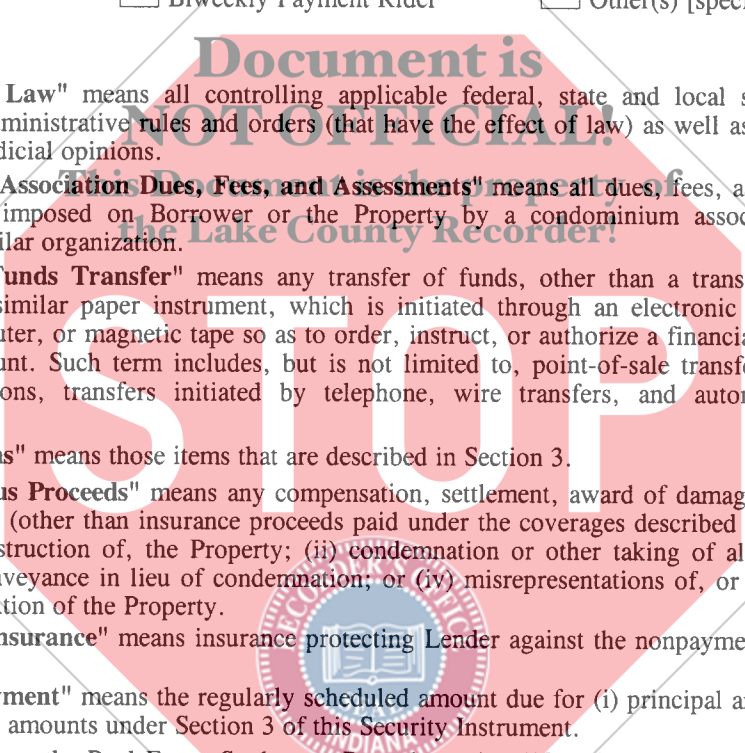 Biweekly Payment Rider Other(s) [speci
Document is
Law" means all controlling applicable federal, state and local s
ministrative rules and orders (that have the effect of law) as well as
NOT OFFICIAL!
dicial opinions.
Association Dues, Fees, and Assessments" means all dues, fees, a
This Document is the property of
imposed on Borrower or the Property by a condominium assoc
the Lake County Recorder!
ilar organization.
Funds Transfer" means any transfer of funds, other than a trans
similar paper instrument, which is initiated through an electronic
uter, or magnetic tape so as to order, instruct, or authorize a financia
unt. Such term includes, but is not limited to, point-of-sale transfe
ons, transfers initiated by telephone, wire transfers, and autom
STOP
s" means those items that are described in Section 3.
us Proceeds" means any compensation, settlement, award of damag
(other than insurance proceeds paid under the coverages described
struction of, the Property; (ii) condemnation or other taking of al
veyance in lieu of condemnation; or (iv) misrepresentations of, or
tion of the Property.
RECORDER'S OFFICE
nsurance" means insurance protecting Lender against the nonpayme
yment" means the regularly scheduled amount due for (i) principal a
amounts under Section 3 of this Security Instrument.
INDIANA